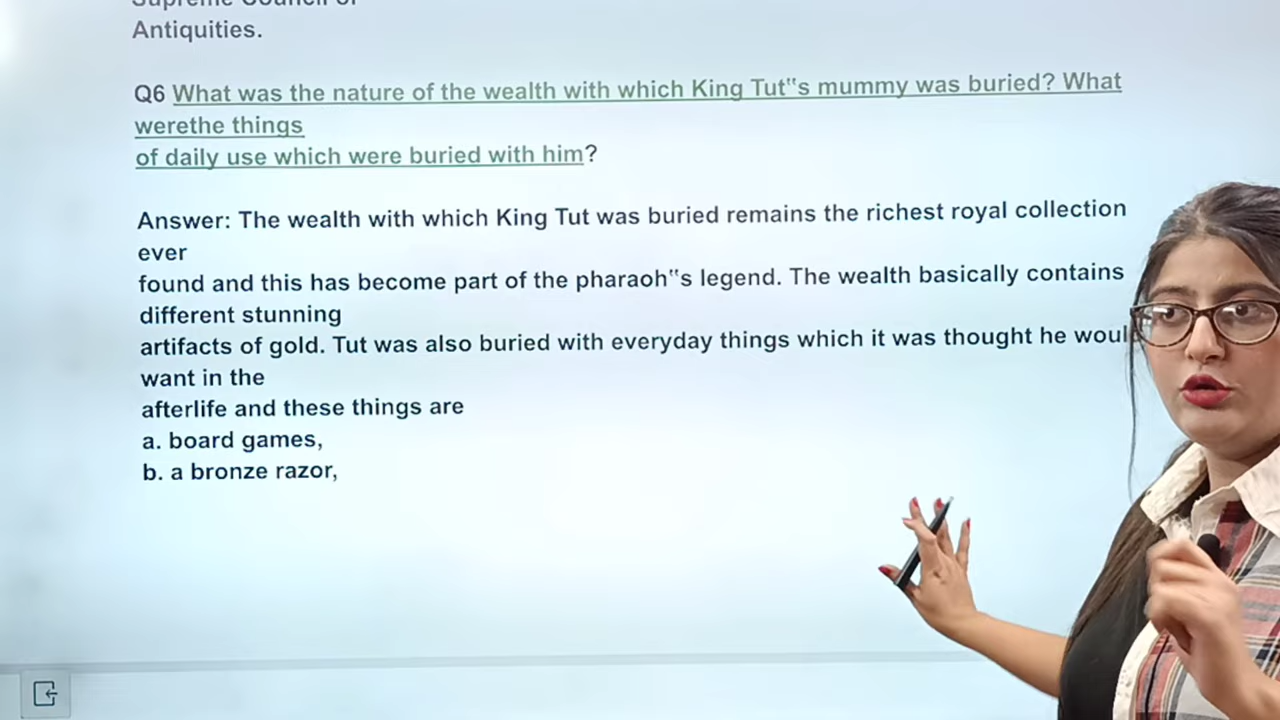 Supreme Council of
Antiquities.
Q6 What was the nature of the wealth with which King Tut"s mummy was buried? What
werethe things
of daily use which were buried with him?
Answer: The wealth with which King Tut was buried remains the richest royal collection
ever
found and this has become part of the pharaoh"s legend. The wealth basically contains
different stunning
artifacts of gold. Tut was also buried with everyday things which it was thought he woul
want in the
afterlife and these things are
a. board games,
b. a bronze razor,